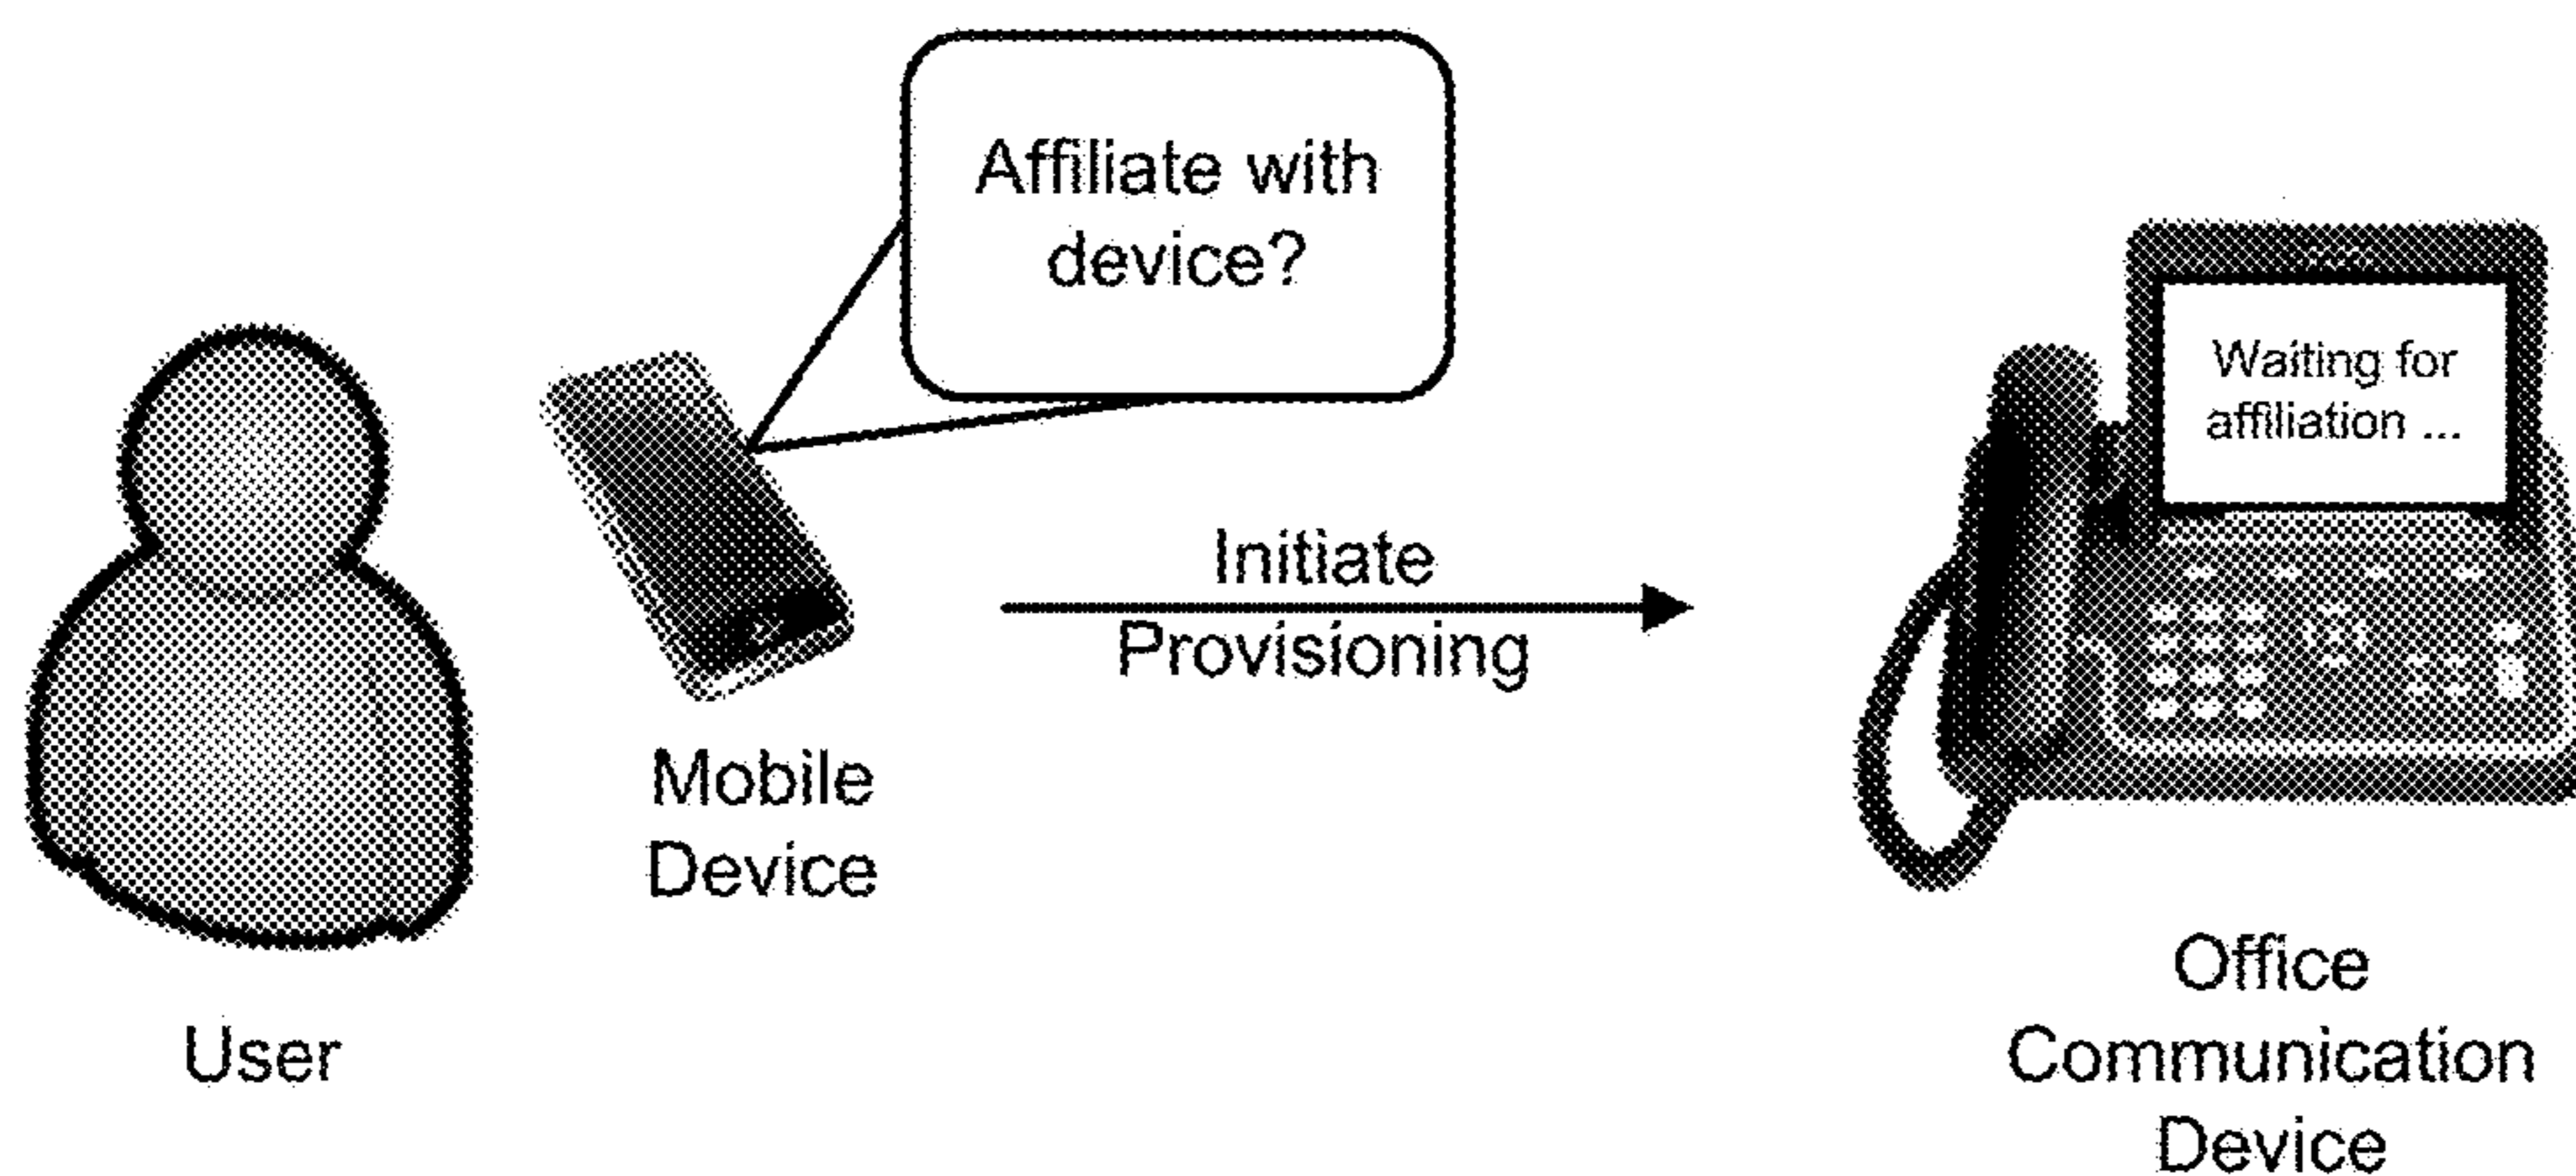 Affiliate with
device?
Waiting for
affiliation ...
Initiate
Provisioning
Mobile
Device
User
Office
Communication
Device